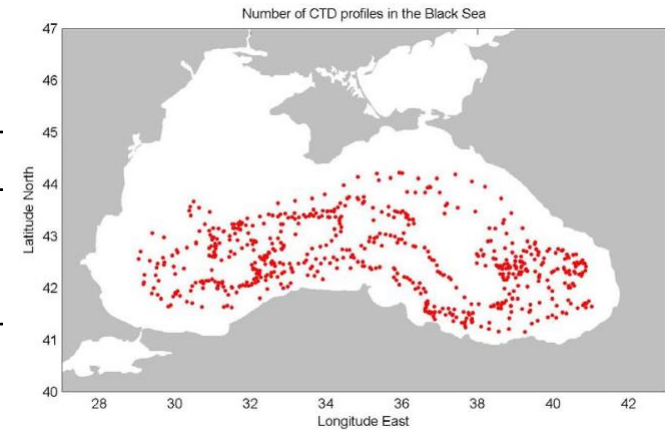 Number of CTD profiles in the Black Sea
47
46
45
44
43
42
41
40
Latitude North
28 30 32 34 36 38 40 42
Longitude East